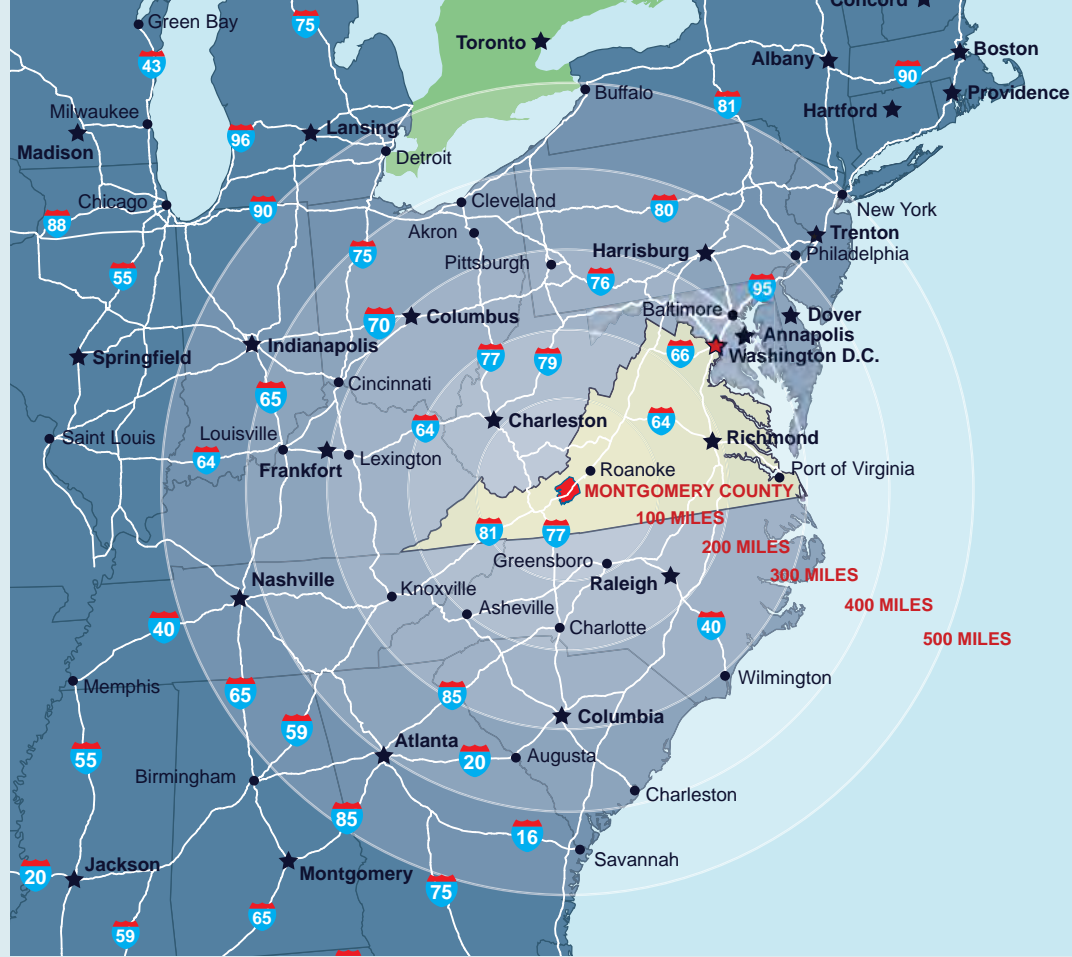 Concord
Green Bay
75
Toronto
Boston
Albany
43
90
Buffalo
81
Providence
Hartford
Milwaukee
Lansing
96
Madison
Detroit
Chicago
90
Cleveland
80
New York
88
Akron
Trenton
75
Harrisburg
Philadelphia
Pittsburgh
55
76
95
Baltimore
Dover
70
Columbus
Annapolis
Indianapolis
66
Washington D.C.
Springfield
77
79
Cincinnati
65
Charleston
64
64
Saint Louis
Louisville
Richmond
64
Frankfort
Lexington
Roanoke
Port of Virginia
MONTGOMERY COUNTY
100 MILES
81
77
200 MILES
Greensboro
300 MILES
Nashville
Raleigh
Knoxville
400 MILES
Asheville
40
Charlotte
40
500 MILES
Memphis
65
85
Wilmington
Columbia
59
Atlanta
55
20
Augusta
Birmingham
Charleston
85
16
Jackson
Savannah
20
Montgomery
75
65
59